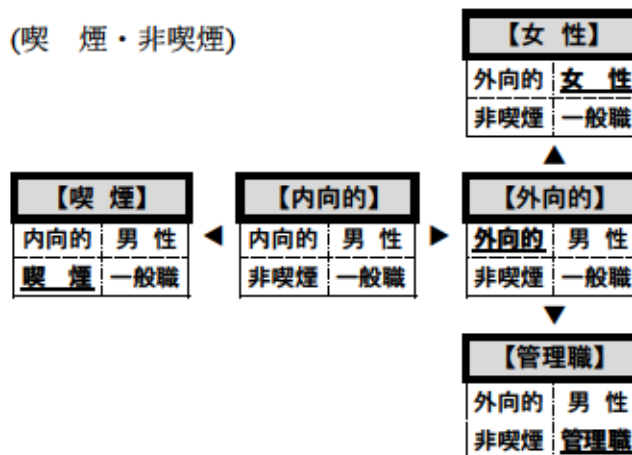 (喫　煙・非喫煙)
【女 性】
外向的 女 性
非喫煙 一般職
▲
【喫 煙】 【内向的】 【外向的】
内向的 男 性 ◀ 内向的 男 性 ▶ 外向的 男 性
喫 煙 一般職 非喫煙 一般職 非喫煙 一般職
▼
【管理職】
外向的 男 性
非喫煙 管理職